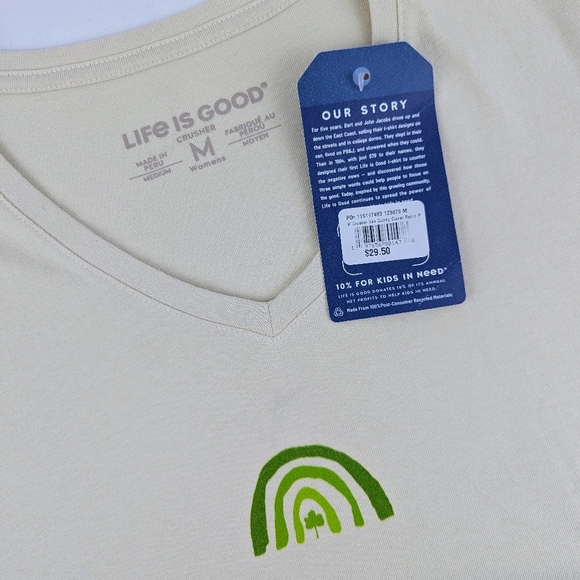 LIFE IS GOOD®
CRUSHER
MADE IN
PERU
MEDIUM
M
Womens
FABRIQUÉ AU
PÉROU
MOYEN
OUR STORY
For five years, Bert and John Jacobs drove up and
down the East Coast, selling their t-shirt designs on
the streets and in college dorms. They slept in their
van, lived on PB&J, and showered when they could.
Then in 1994, with just $78 to their names, they
designed their first Life is Good t-shirt to counter
the negative news – and discovered how those
three simple words could help people to focus on
the good. Today, inspired by this growing community,
Life is Good continues to spread the power of
PO# 115147483 123079 M
$29.50
10% FOR KIDS IN NEED®
LIFE IS GOOD DONATES 10% OF ITS ANNUAL
NET PROFITS TO HELP KIDS IN NEED.
Made From 100% Post-Consumer Recycled Materials